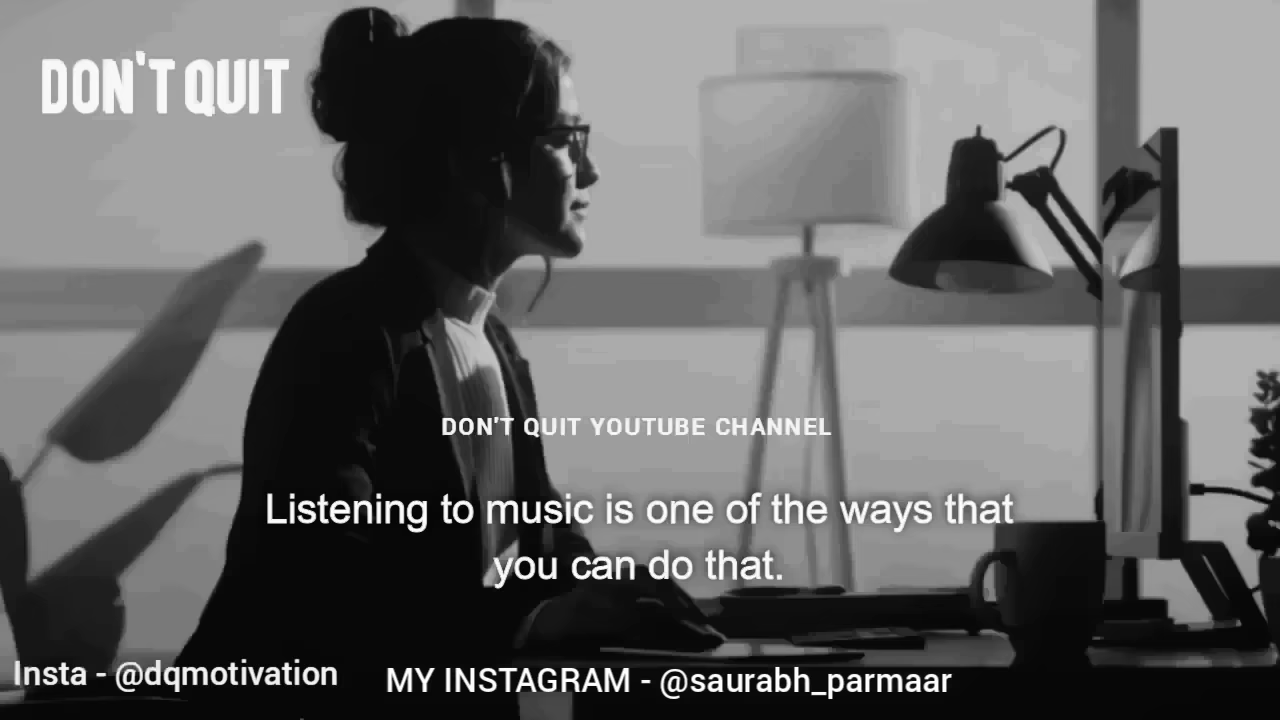 DON'T QUIT
DON'T QUIT YOUTUBE CHANNEL
Listening to music is one of the ways that
you can do that.
Insta - @dqmotivation
MY INSTAGRAM - @saurabh_parmaar